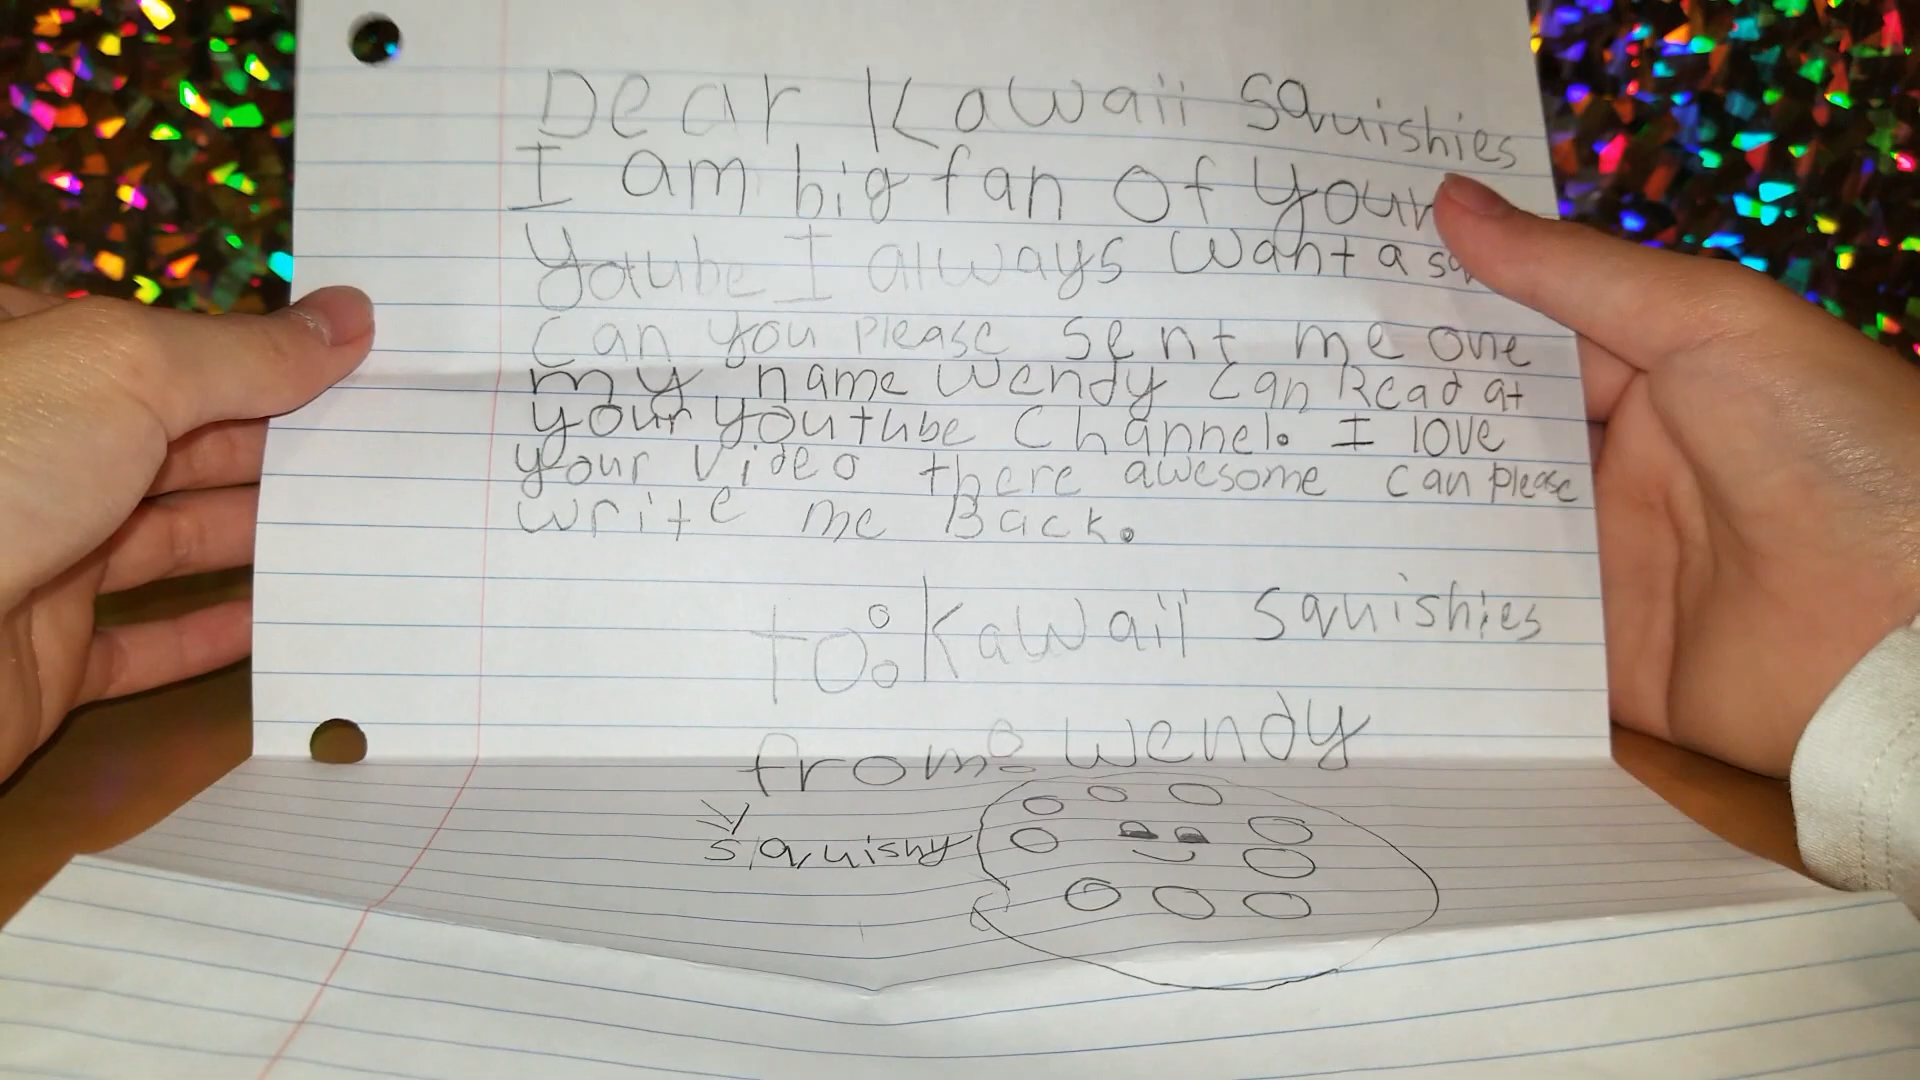 Dear Kawaii Squishies
I am big fan of your
Yaube I always want a
Can you please sent me one
my name Wendy can Read at
your youtube Channel. I love
your Video there awesome can please
write me Back.
to: Kawaii Squishies
from: Wendy
squishy